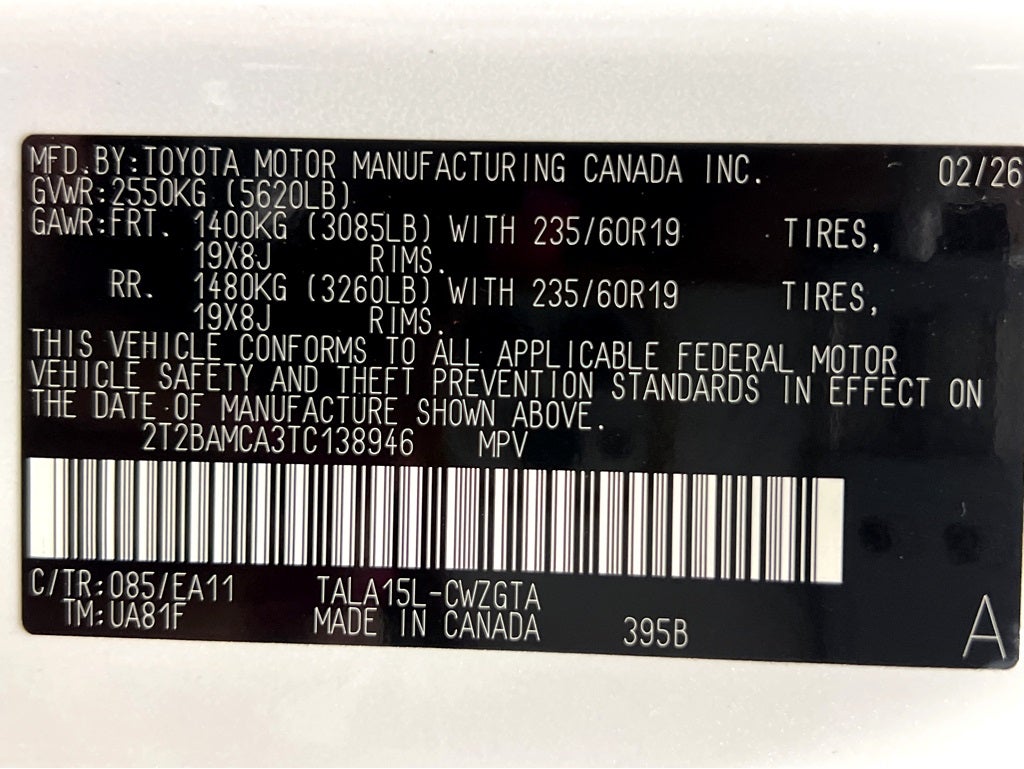 MFD.BY:TOYOTA MOTOR MANUFACTURING CANADA INC. 02/26
GVWR:2550KG (5620LB)
GAWR:FRT. 1400KG (3085LB) WITH 235/60R19 TIRES,
19X8J RIMS.
RR. 1480KG (3260LB) WITH 235/60R19 TIRES,
19X8J RIMS.
THIS VEHICLE CONFORMS TO ALL APPLICABLE FEDERAL MOTOR
VEHICLE SAFETY AND THEFT PREVENTION STANDARDS IN EFFECT ON
THE DATE OF MANUFACTURE SHOWN ABOVE.
2T2BAMCA3TC138946 MPV
C/TR:085/EA11 TALA15L-CWZGTA
TM:UA81F MADE IN CANADA 395B A